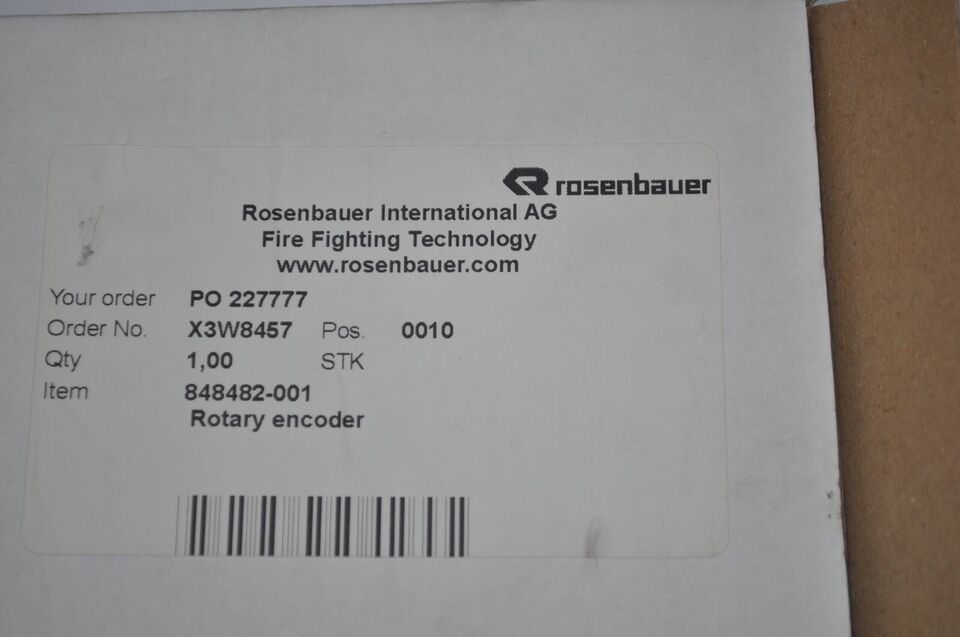 rosenbauer
Rosenbauer International AG
Fire Fighting Technology
www.rosenbauer.com
Your order PO 227777
Order No. X3W8457 Pos. 0010
Qty 1,00 STK
Item 848482-001
Rotary encoder